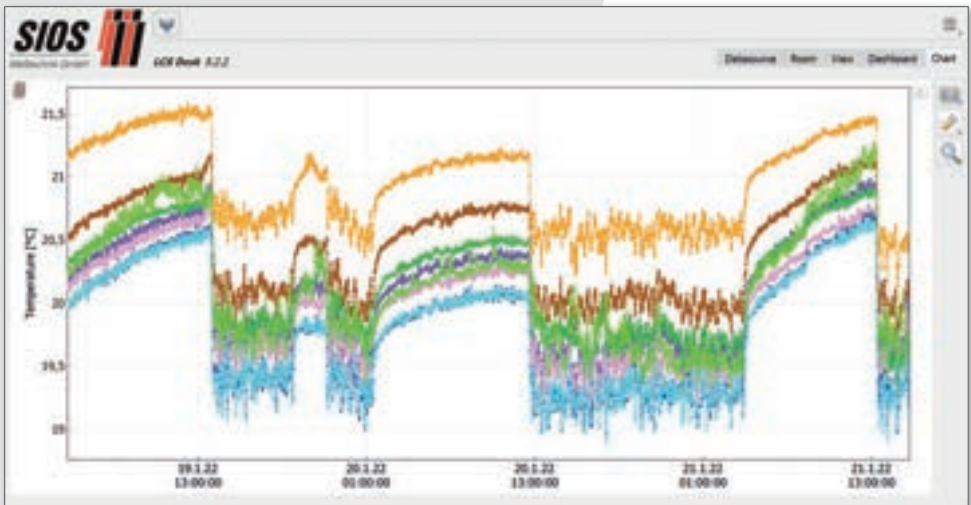 SIOS
Messtechnik GmbH
LCS Desk 5.2.2
Datasource Room View Dashboard Chart
Temperature [°C]
21,5
21
20,5
20
19,5
19
19.1.22 20.1.22 20.1.22 21.1.22 21.1.22
13:00:00 01:00:00 13:00:00 01:00:00 13:00:00